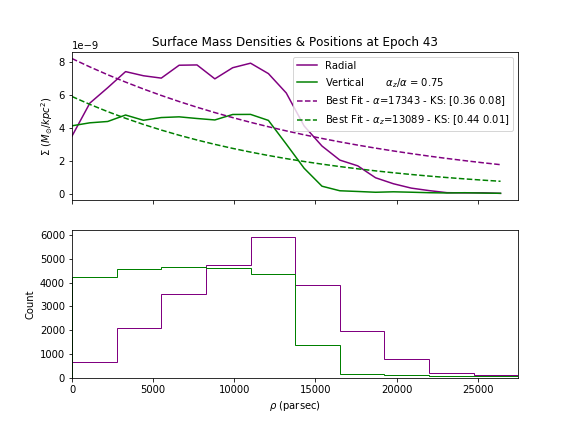 Surface Mass Densities & Positions at Epoch 43
1e−9
8
6
4
2
0
Σ (M⊙/kpc²)
Radial
Vertical α_z/α = 0.75
Best Fit - α=17343 - KS: [0.36 0.08]
Best Fit - α_z=13089 - KS: [0.44 0.01]
6000
5000
4000
3000
2000
1000
0
Count
0 5000 10000 15000 20000 25000
ρ (parsec)